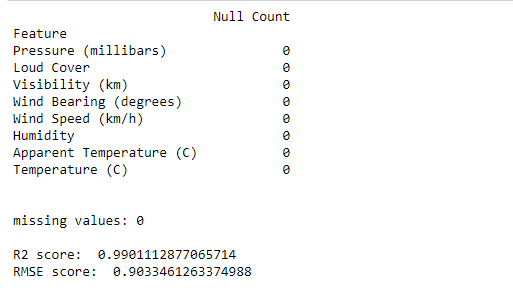 Null Count
Feature
Pressure (millibars) 0
Loud Cover 0
Visibility (km) 0
Wind Bearing (degrees) 0
Wind Speed (km/h) 0
Humidity 0
Apparent Temperature (C) 0
Temperature (C) 0
missing values: 0
R2 score: 0.9901112877065714
RMSE score: 0.9033461263374988